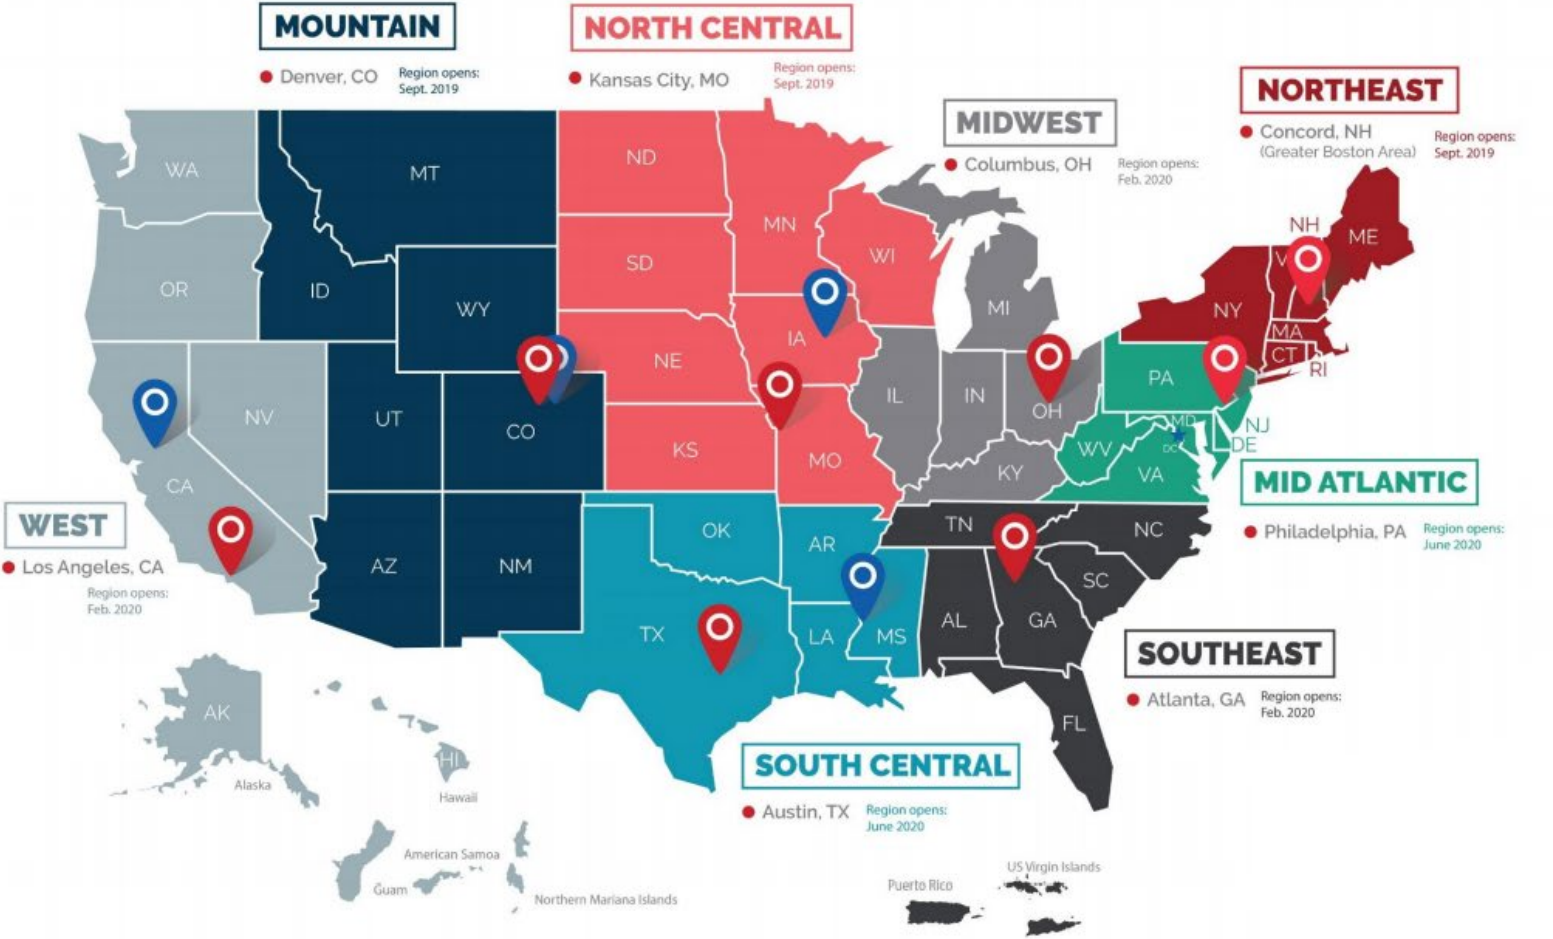 MOUNTAIN
Denver, CO
Region opens:
Sept. 2019
NORTH CENTRAL
Kansas City, MO
Region opens:
Sept. 2019
MIDWEST
Columbus, OH
Region opens:
Feb. 2020
NORTHEAST
Concord, NH
(Greater Boston Area)
Region opens:
Sept. 2019
WA
MT
ND
MN
OR
ID
WY
SD
WI
MI
NH
ME
V
NY
MA
CT
RI
NE
IA
IL
IN
OH
PA
NJ
DE
MD
DC
CA
NV
UT
CO
KS
MO
KY
WV
VA
WEST
Los Angeles, CA
Region opens:
Feb. 2020
MID ATLANTIC
Philadelphia, PA
Region opens:
June 2020
AZ
NM
OK
AR
TN
NC
SC
TX
LA
MS
AL
GA
FL
SOUTHEAST
Atlanta, GA
Region opens:
Feb. 2020
SOUTH CENTRAL
Austin, TX
Region opens:
June 2020
AK
Alaska
HI
Hawaii
American Samoa
Guam
Northern Mariana Islands
Puerto Rico
US Virgin Islands